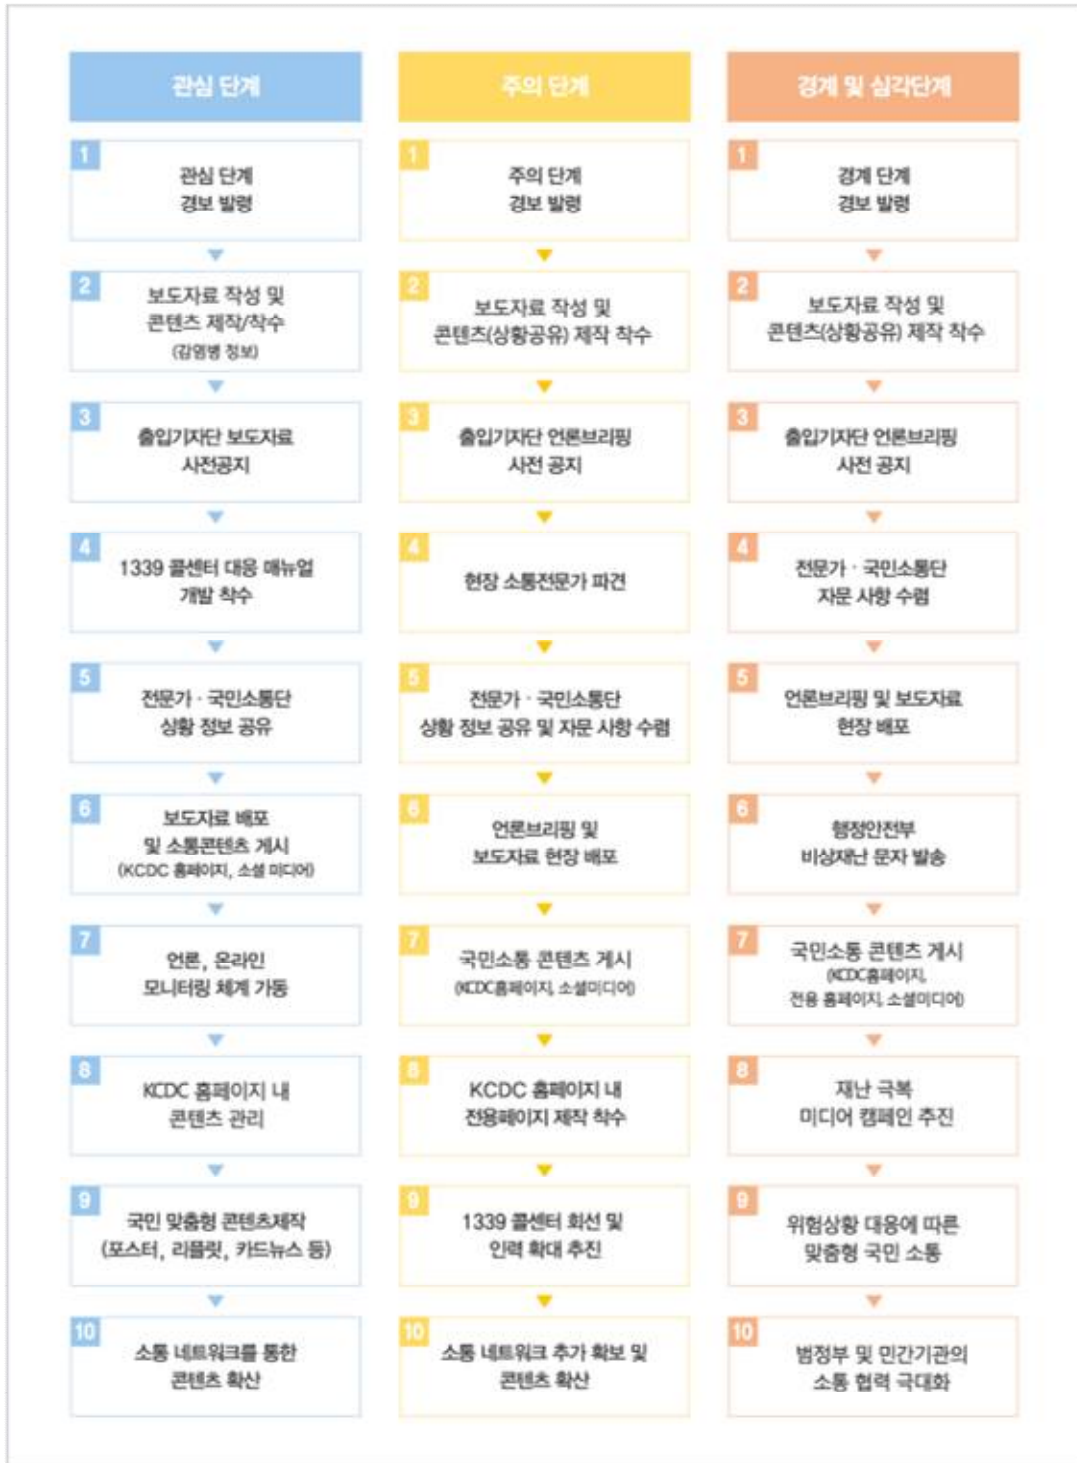 관심 단계
1
관심 단계
경보 발령
2
보도자료 작성 및
콘텐츠 제작/착수
(감염병 정보)
3
출입기자단 보도자료
사전공지
4
1339 콜센터 대응 매뉴얼
개발 착수
5
전문가 · 국민소통단
상황 정보 공유
6
보도자료 배포
및 소통콘텐츠 게시
(KCDC 홈페이지, 소셜 미디어)
7
언론, 온라인
모니터링 체계 가동
8
KCDC 홈페이지 내
콘텐츠 관리
9
국민 맞춤형 콘텐츠제작
(포스터, 리플릿, 카드뉴스 등)
10
소통 네트워크를 통한
콘텐츠 확산
주의 단계
1
주의 단계
경보 발령
2
보도자료 작성 및
콘텐츠(상황공유) 제작 착수
3
출입기자단 언론브리핑
사전 공지
4
현장 소통전문가 파견
5
전문가 · 국민소통단
상황 정보 공유 및 자문 사항 수렴
6
언론브리핑 및
보도자료 현장 배포
7
국민소통 콘텐츠 게시
(KCDC홈페이지, 소셜미디어)
8
KCDC 홈페이지 내
전용페이지 제작 착수
9
1339 콜센터 회선 및
인력 확대 추진
10
소통 네트워크 추가 확보 및
콘텐츠 확산
경계 및 심각단계
1
경계 단계
경보 발령
2
보도자료 작성 및
콘텐츠(상황공유) 제작 착수
3
출입기자단 언론브리핑
사전 공지
4
전문가 · 국민소통단
자문 사항 수렴
5
언론브리핑 및 보도자료
현장 배포
6
행정안전부
비상재난 문자 발송
7
국민소통 콘텐츠 게시
(KCDC홈페이지,
전용 홈페이지, 소셜미디어)
8
재난 극복
미디어 캠페인 추진
9
위험상황 대응에 따른
맞춤형 국민 소통
10
범정부 및 민간기관의
소통 협력 극대화